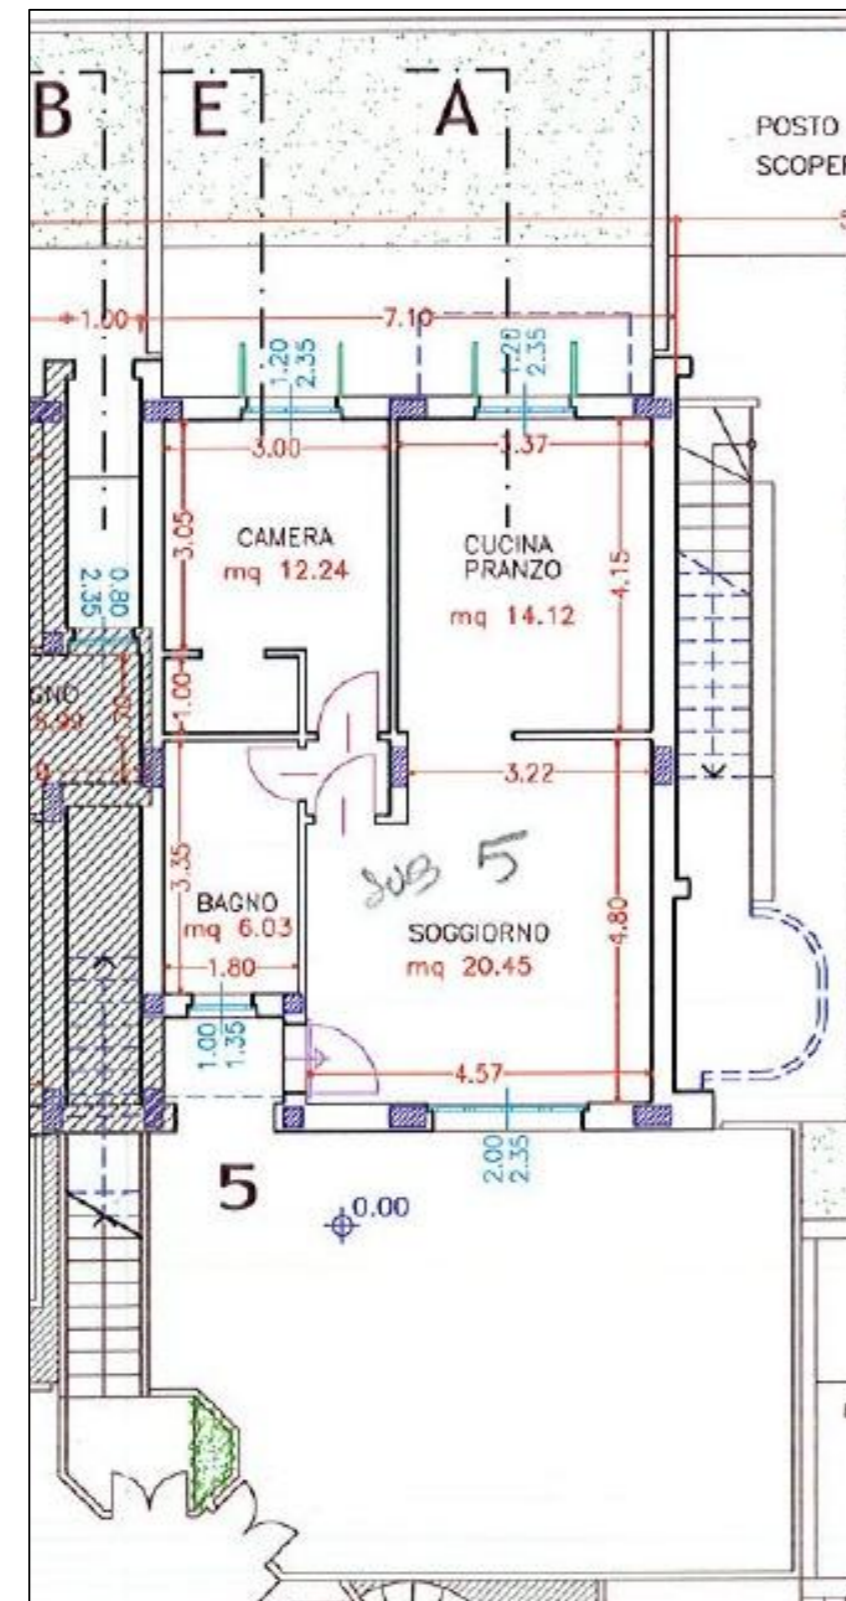 B
E
A
POSTO
SCOPER
1.00
7.10
1.20
2.35
1.20
2.35
3.00
3.37
3.05
CAMERA
mq 12.24
CUCINA
PRANZO
mq 14.12
4.15
0.80
2.35
GNO
1.00
3.22
3.35
SUB 5
BAGNO
mq 6.03
SOGGIORNO
mq 20.45
4.80
1.80
1.00
1.35
4.57
2.00
2.35
5
0.00